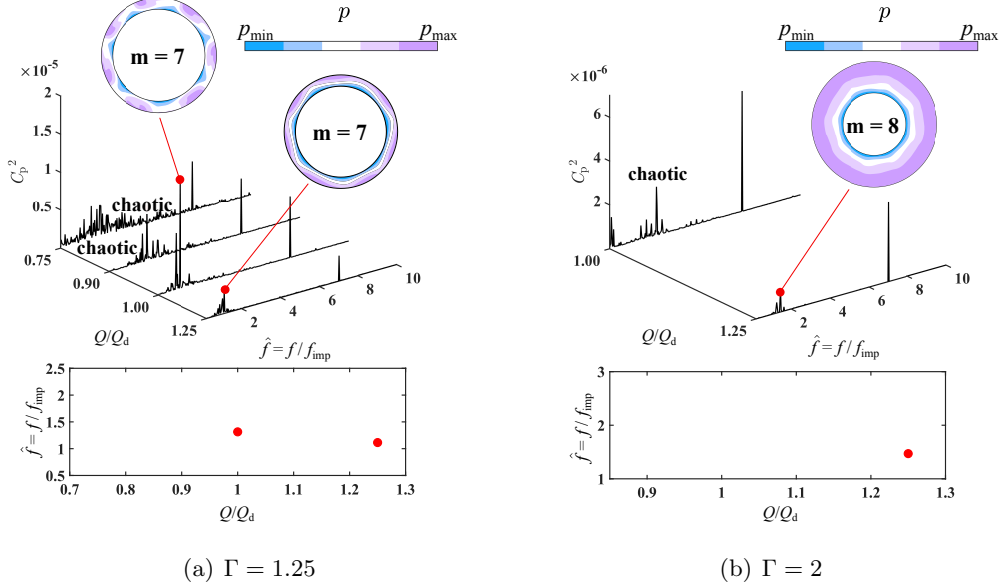 p
p_min p_max
m = 7
×10⁻⁵
2
1.5
1
0.5
C_p²
m = 7
chaotic
chaotic
0.75
0.90
1.00
1.25
Q/Q_d
2 4 6 8 10
f̂ = f / f_imp
2.5
2
1.5
1
0.5
f̂ = f / f_imp
0.7 0.8 0.9 1 1.1 1.2 1.3
Q/Q_d
(a) Γ = 1.25
p
p_min p_max
×10⁻⁶
6
4
2
C_p²
m = 8
chaotic
1.00
1.25
Q/Q_d
2 4 6 8 10
f̂ = f / f_imp
3
2
1
f̂ = f / f_imp
0.9 1 1.1 1.2 1.3
Q/Q_d
(b) Γ = 2